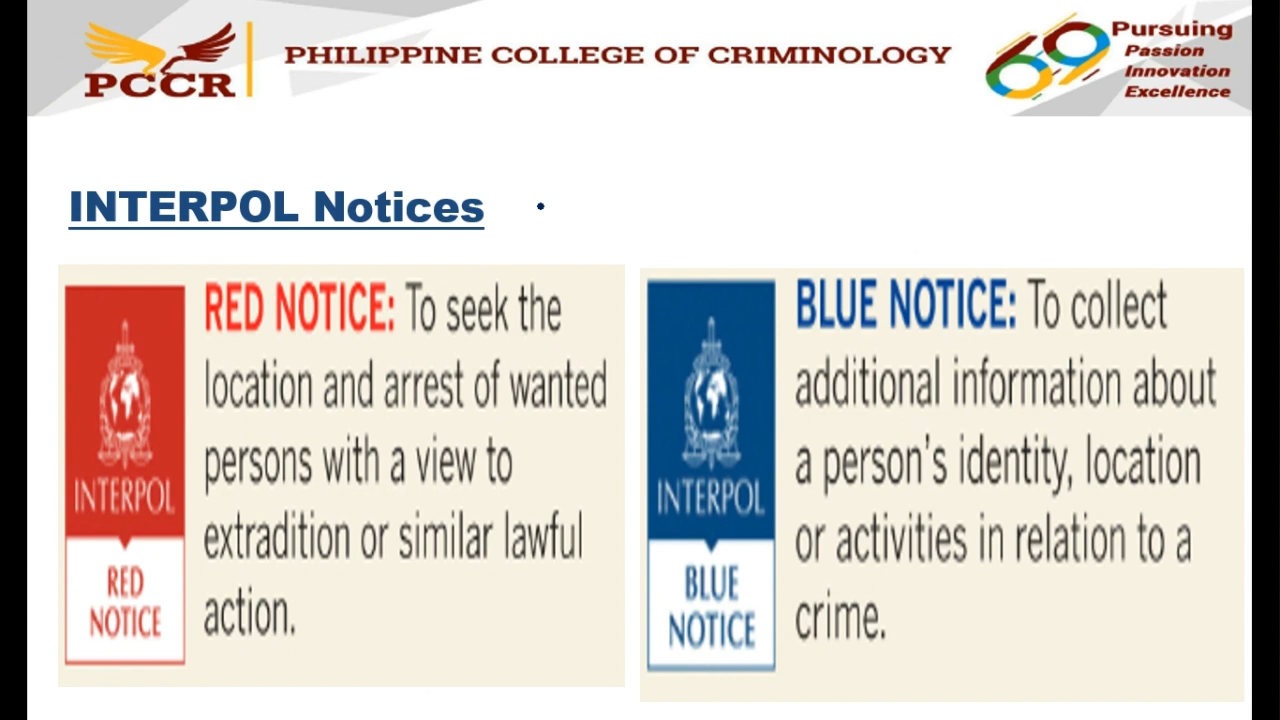 PCCR
PHILIPPINE COLLEGE OF CRIMINOLOGY
69
Pursuing
Passion
Innovation
Excellence
INTERPOL Notices
INTERPOL
RED
NOTICE
RED NOTICE: To seek the
location and arrest of wanted
persons with a view to
extradition or similar lawful
action.
INTERPOL
BLUE
NOTICE
BLUE NOTICE: To collect
additional information about
a person's identity, location
or activities in relation to a
crime.